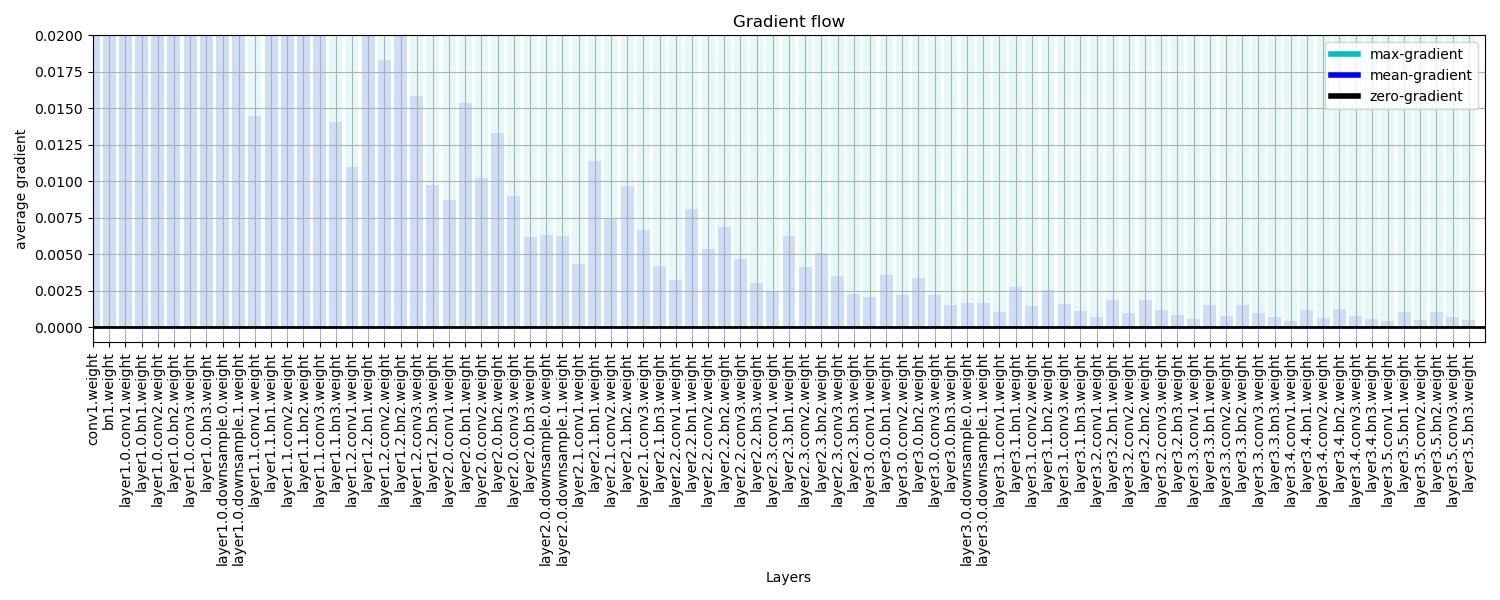 Gradient flow
0.0200
0.0175
0.0150
0.0125
0.0100
0.0075
0.0050
0.0025
0.0000
average gradient
max-gradient
mean-gradient
zero-gradient
conv1.weight
bn1.weight
layer1.0.conv1.weight
layer1.0.bn1.weight
layer1.0.conv2.weight
layer1.0.bn2.weight
layer1.0.conv3.weight
layer1.0.bn3.weight
layer1.0.downsample.0.weight
layer1.0.downsample.1.weight
layer1.1.conv1.weight
layer1.1.bn1.weight
layer1.1.conv2.weight
layer1.1.bn2.weight
layer1.1.conv3.weight
layer1.1.bn3.weight
layer1.2.conv1.weight
layer1.2.bn1.weight
layer1.2.conv2.weight
layer1.2.bn2.weight
layer1.2.conv3.weight
layer1.2.bn3.weight
layer2.0.conv1.weight
layer2.0.bn1.weight
layer2.0.conv2.weight
layer2.0.bn2.weight
layer2.0.conv3.weight
layer2.0.bn3.weight
layer2.0.downsample.0.weight
layer2.0.downsample.1.weight
layer2.1.conv1.weight
layer2.1.bn1.weight
layer2.1.conv2.weight
layer2.1.bn2.weight
layer2.1.conv3.weight
layer2.1.bn3.weight
layer2.2.conv1.weight
layer2.2.bn1.weight
layer2.2.conv2.weight
layer2.2.bn2.weight
layer2.2.conv3.weight
layer2.2.bn3.weight
layer2.3.conv1.weight
layer2.3.bn1.weight
layer2.3.conv2.weight
layer2.3.bn2.weight
layer2.3.conv3.weight
layer2.3.bn3.weight
layer3.0.conv1.weight
layer3.0.bn1.weight
layer3.0.conv2.weight
layer3.0.bn2.weight
layer3.0.conv3.weight
layer3.0.bn3.weight
layer3.0.downsample.0.weight
layer3.0.downsample.1.weight
layer3.1.conv1.weight
layer3.1.bn1.weight
layer3.1.conv2.weight
layer3.1.bn2.weight
layer3.1.conv3.weight
layer3.1.bn3.weight
layer3.2.conv1.weight
layer3.2.bn1.weight
layer3.2.conv2.weight
layer3.2.bn2.weight
layer3.2.conv3.weight
layer3.2.bn3.weight
layer3.3.conv1.weight
layer3.3.bn1.weight
layer3.3.conv2.weight
layer3.3.bn2.weight
layer3.3.conv3.weight
layer3.3.bn3.weight
layer3.4.conv1.weight
layer3.4.bn1.weight
layer3.4.conv2.weight
layer3.4.bn2.weight
layer3.4.conv3.weight
layer3.4.bn3.weight
layer3.5.conv1.weight
layer3.5.bn1.weight
layer3.5.conv2.weight
layer3.5.bn2.weight
layer3.5.conv3.weight
layer3.5.bn3.weight
Layers